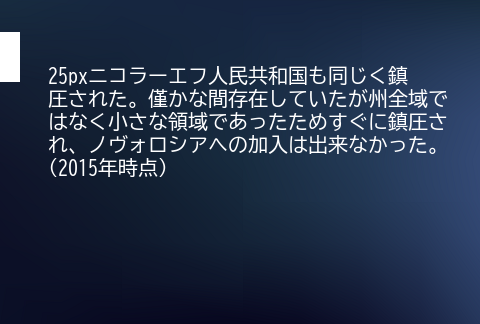 25pxニコラーエフ人民共和国も同じく鎮
圧された。僅かな間存在していたが州全域で
はなく小さな領域であったためすぐに鎮圧さ
れ、ノヴォロシアへの加入は出来なかった。
(2015年時点)